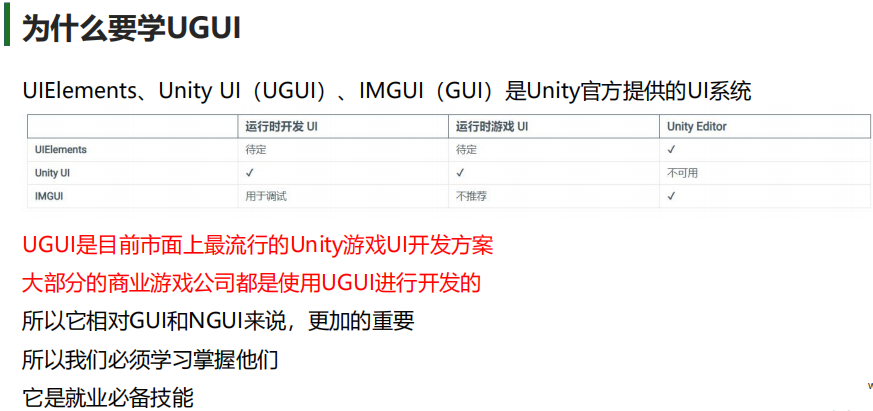 为什么要学UGUI
UIElements、Unity UI（UGUI）、IMGUI（GUI）是Unity官方提供的UI系统
运行时开发 UI 运行时游戏 UI Unity Editor
UIElements 待定 待定 ✓
Unity UI ✓ ✓ 不可用
IMGUI 用于调试 不推荐 ✓
UGUI是目前市面上最流行的Unity游戏UI开发方案
大部分的商业游戏公司都是使用UGUI进行开发的
所以它相对GUI和NGUI来说，更加的重要
所以我们必须学习掌握他们
它是就业必备技能
w